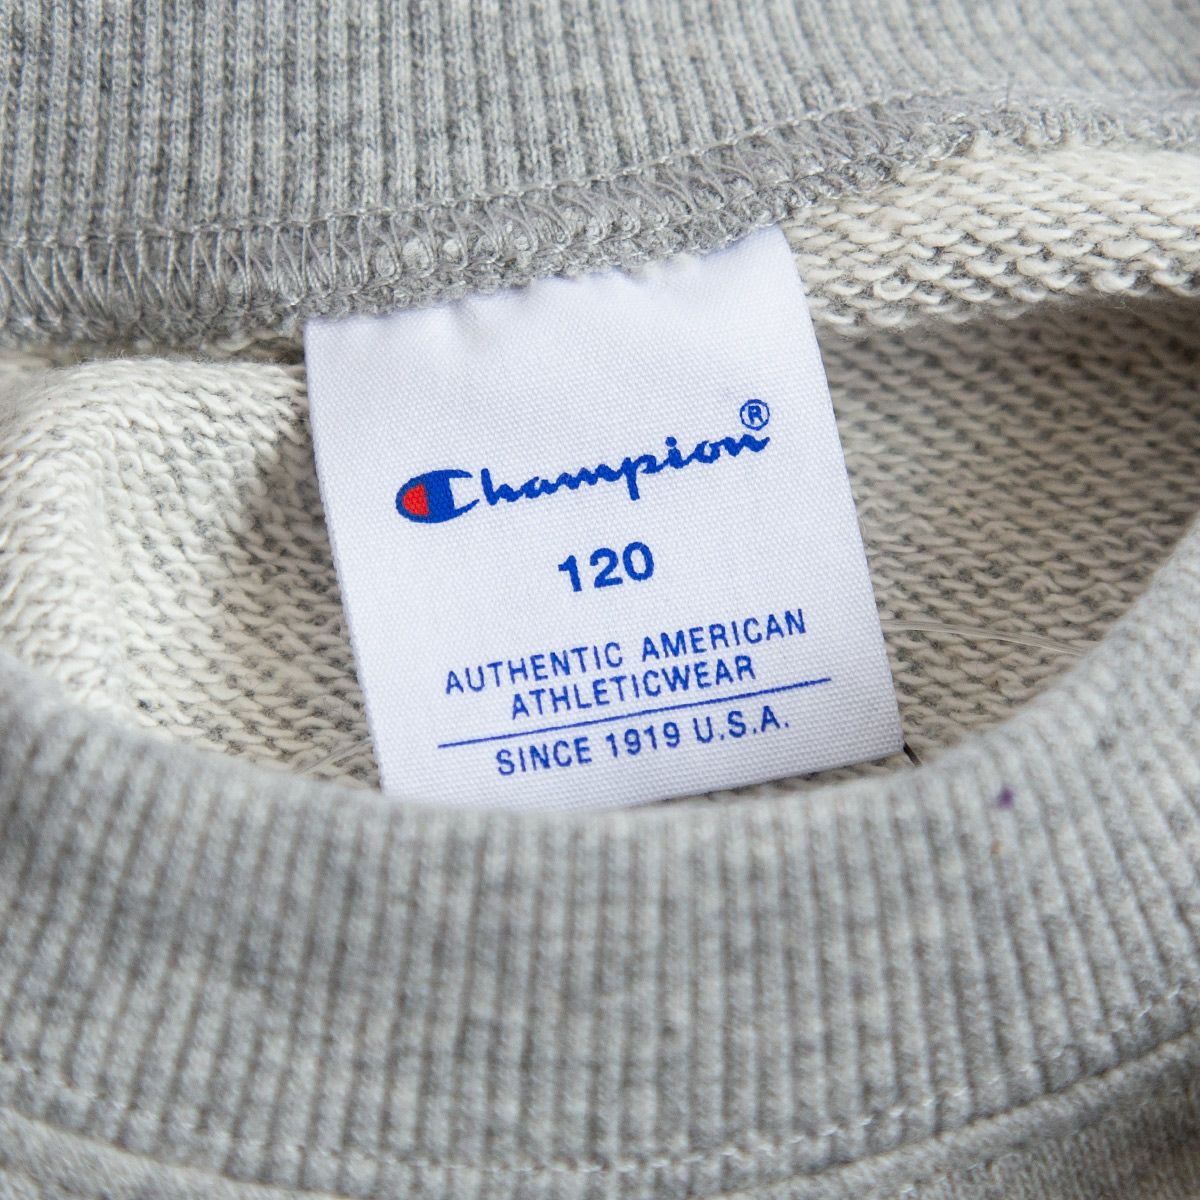 Champion®
120
AUTHENTIC AMERICAN
ATHLETICWEAR
SINCE 1919 U.S.A.